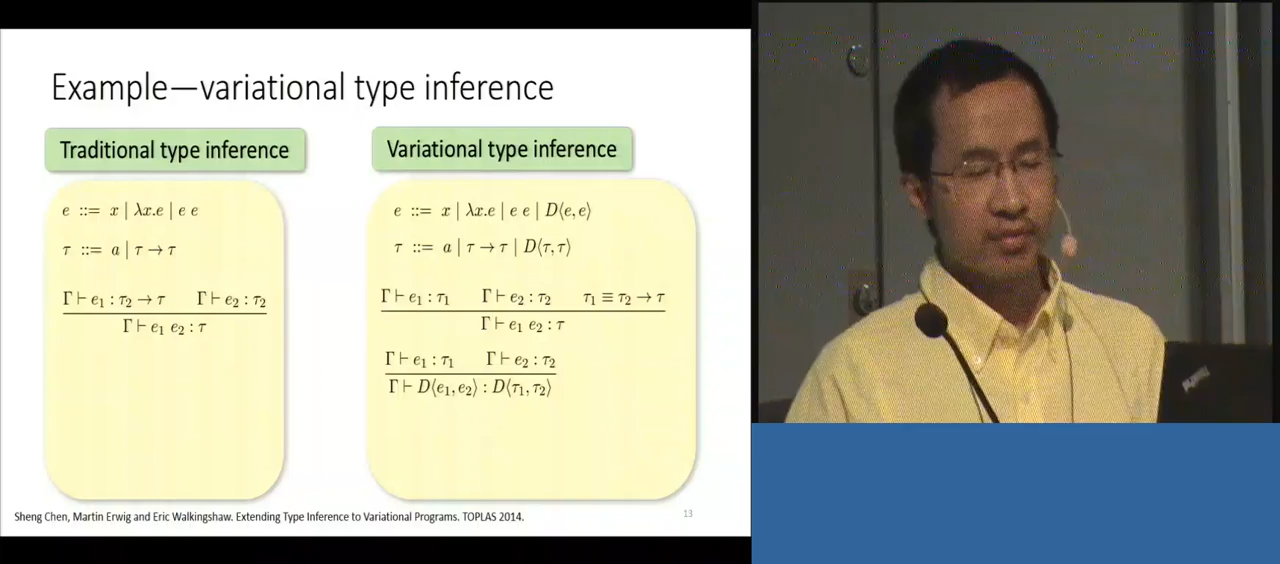 Example—variational type inference
Traditional type inference
e ::= x | λx.e | e e
τ ::= a | τ → τ
Γ ⊢ e₁ : τ₂ → τ Γ ⊢ e₂ : τ₂
Γ ⊢ e₁ e₂ : τ
Variational type inference
e ::= x | λx.e | e e | D⟨e, e⟩
τ ::= a | τ → τ | D⟨τ, τ⟩
Γ ⊢ e₁ : τ₁ Γ ⊢ e₂ : τ₂ τ₁ ≡ τ₂ → τ
Γ ⊢ e₁ e₂ : τ
Γ ⊢ e₁ : τ₁ Γ ⊢ e₂ : τ₂
Γ ⊢ D⟨e₁, e₂⟩ : D⟨τ₁, τ₂⟩
Sheng Chen, Martin Erwig and Eric Walkingshaw. Extending Type Inference to Variational Programs. TOPLAS 2014.
13